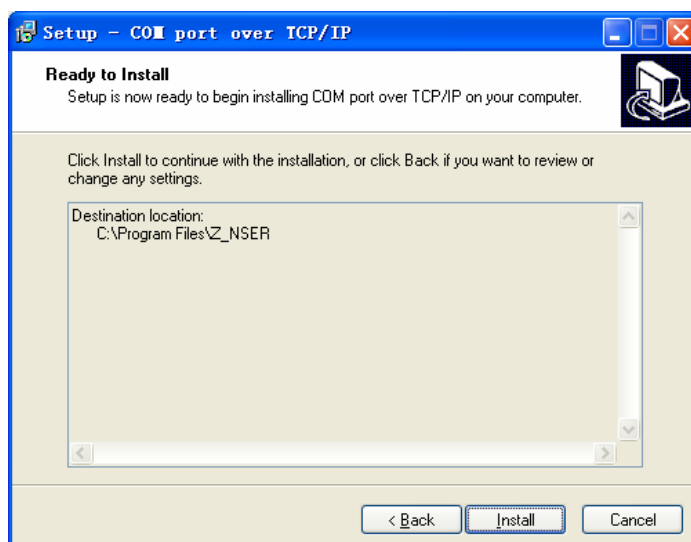 Setup - COM port over TCP/IP
Ready to Install
Setup is now ready to begin installing COM port over TCP/IP on your computer.
Click Install to continue with the installation, or click Back if you want to review or
change any settings.
Destination location:
C:\Program Files\Z_NSER
< Back
Install
Cancel